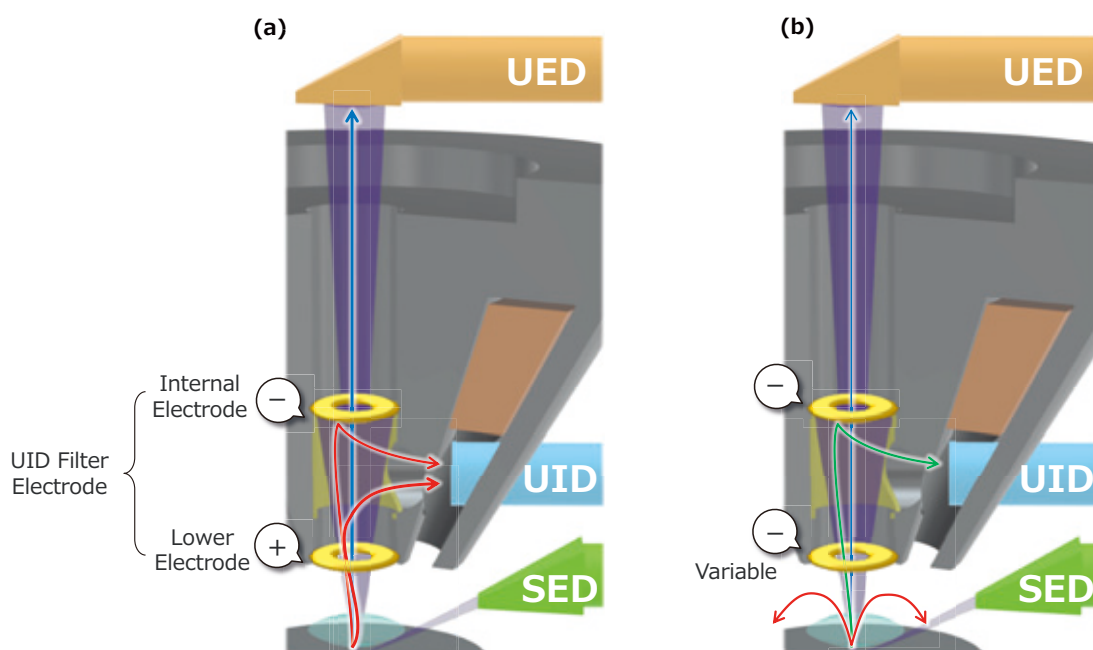 (a)
(b)
UED
UED
Internal
Electrode
−
−
UID Filter
Electrode
UID
UID
Lower
Electrode
+
−
Variable
SED
SED